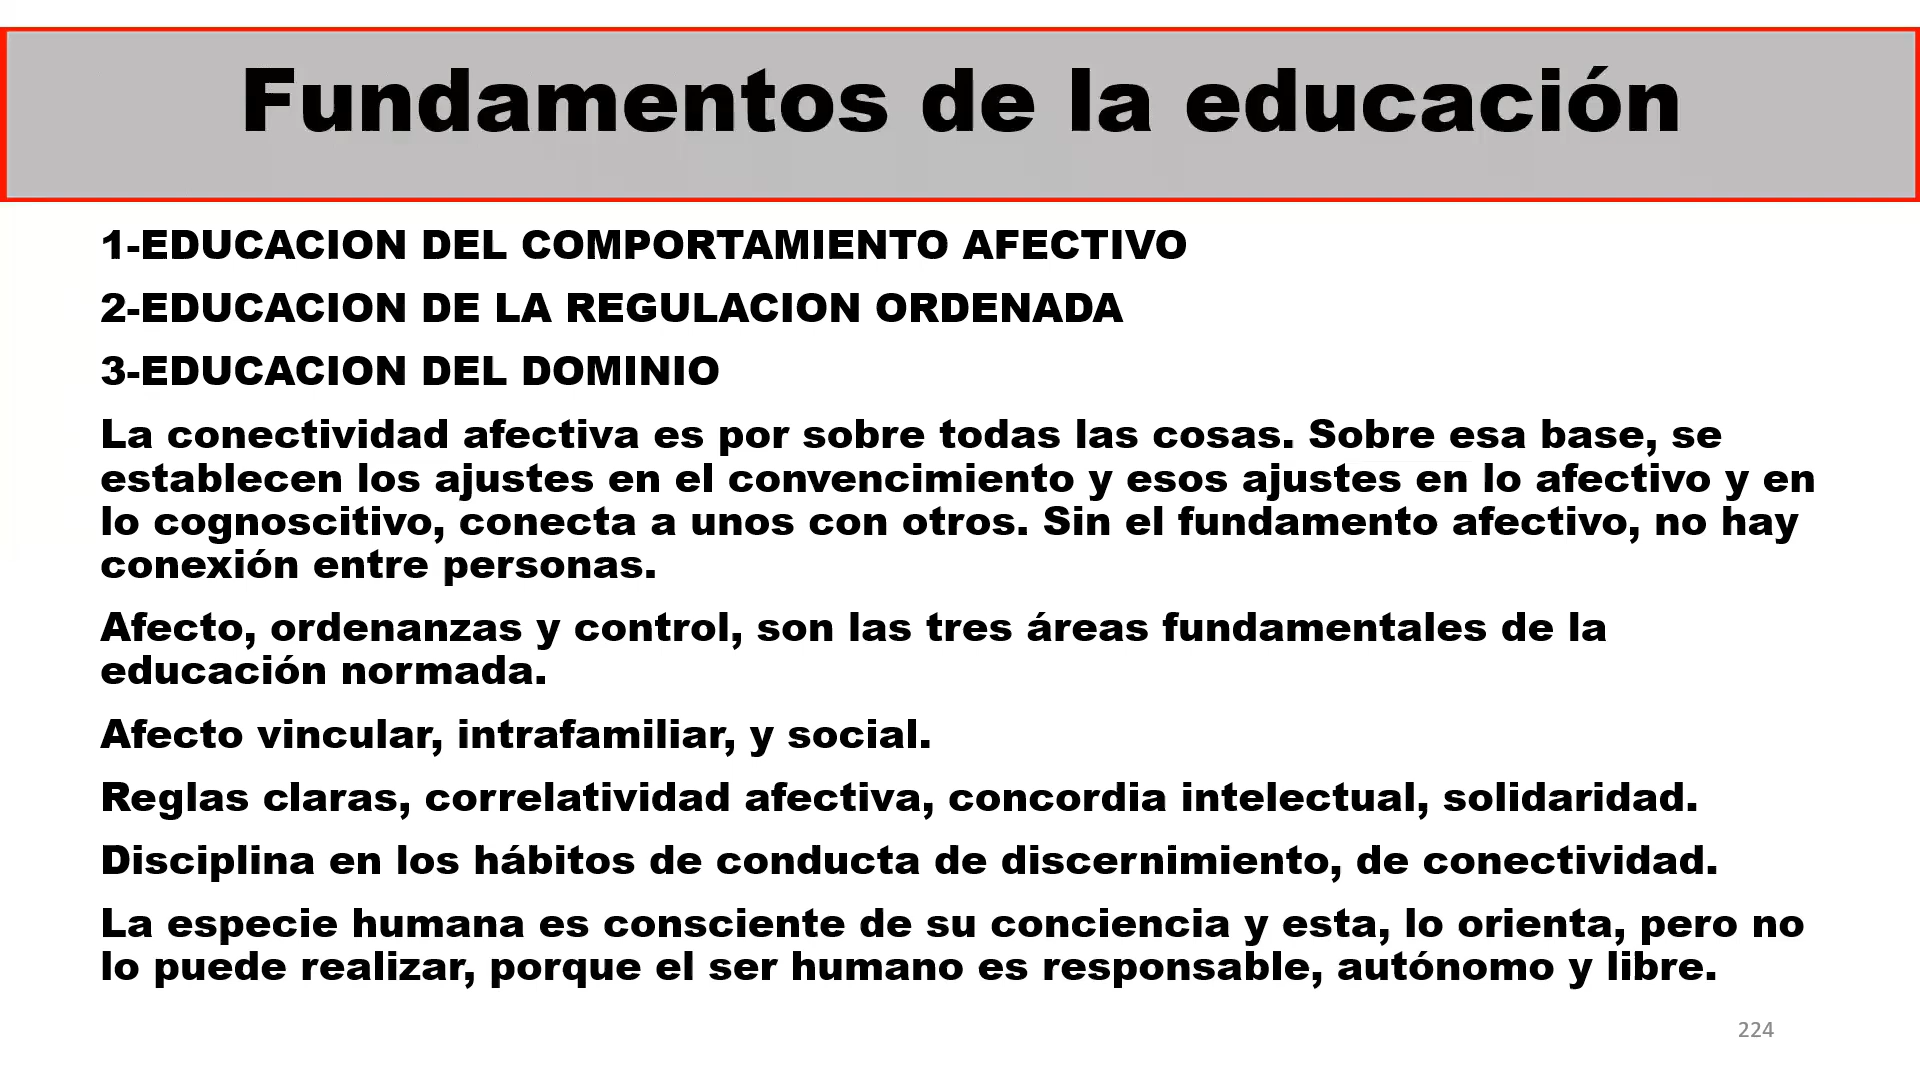 Fundamentos de la educación
1-EDUCACION DEL COMPORTAMIENTO AFECTIVO
2-EDUCACION DE LA REGULACION ORDENADA
3-EDUCACION DEL DOMINIO
La conectividad afectiva es por sobre todas las cosas. Sobre esa base, se
establecen los ajustes en el convencimiento y esos ajustes en lo afectivo y en
lo cognoscitivo, conecta a unos con otros. Sin el fundamento afectivo, no hay
conexión entre personas.
Afecto, ordenanzas y control, son las tres áreas fundamentales de la
educación normada.
Afecto vincular, intrafamiliar, y social.
Reglas claras, correlatividad afectiva, concordia intelectual, solidaridad.
Disciplina en los hábitos de conducta de discernimiento, de conectividad.
La especie humana es consciente de su conciencia y esta, lo orienta, pero no
lo puede realizar, porque el ser humano es responsable, autónomo y libre.
224